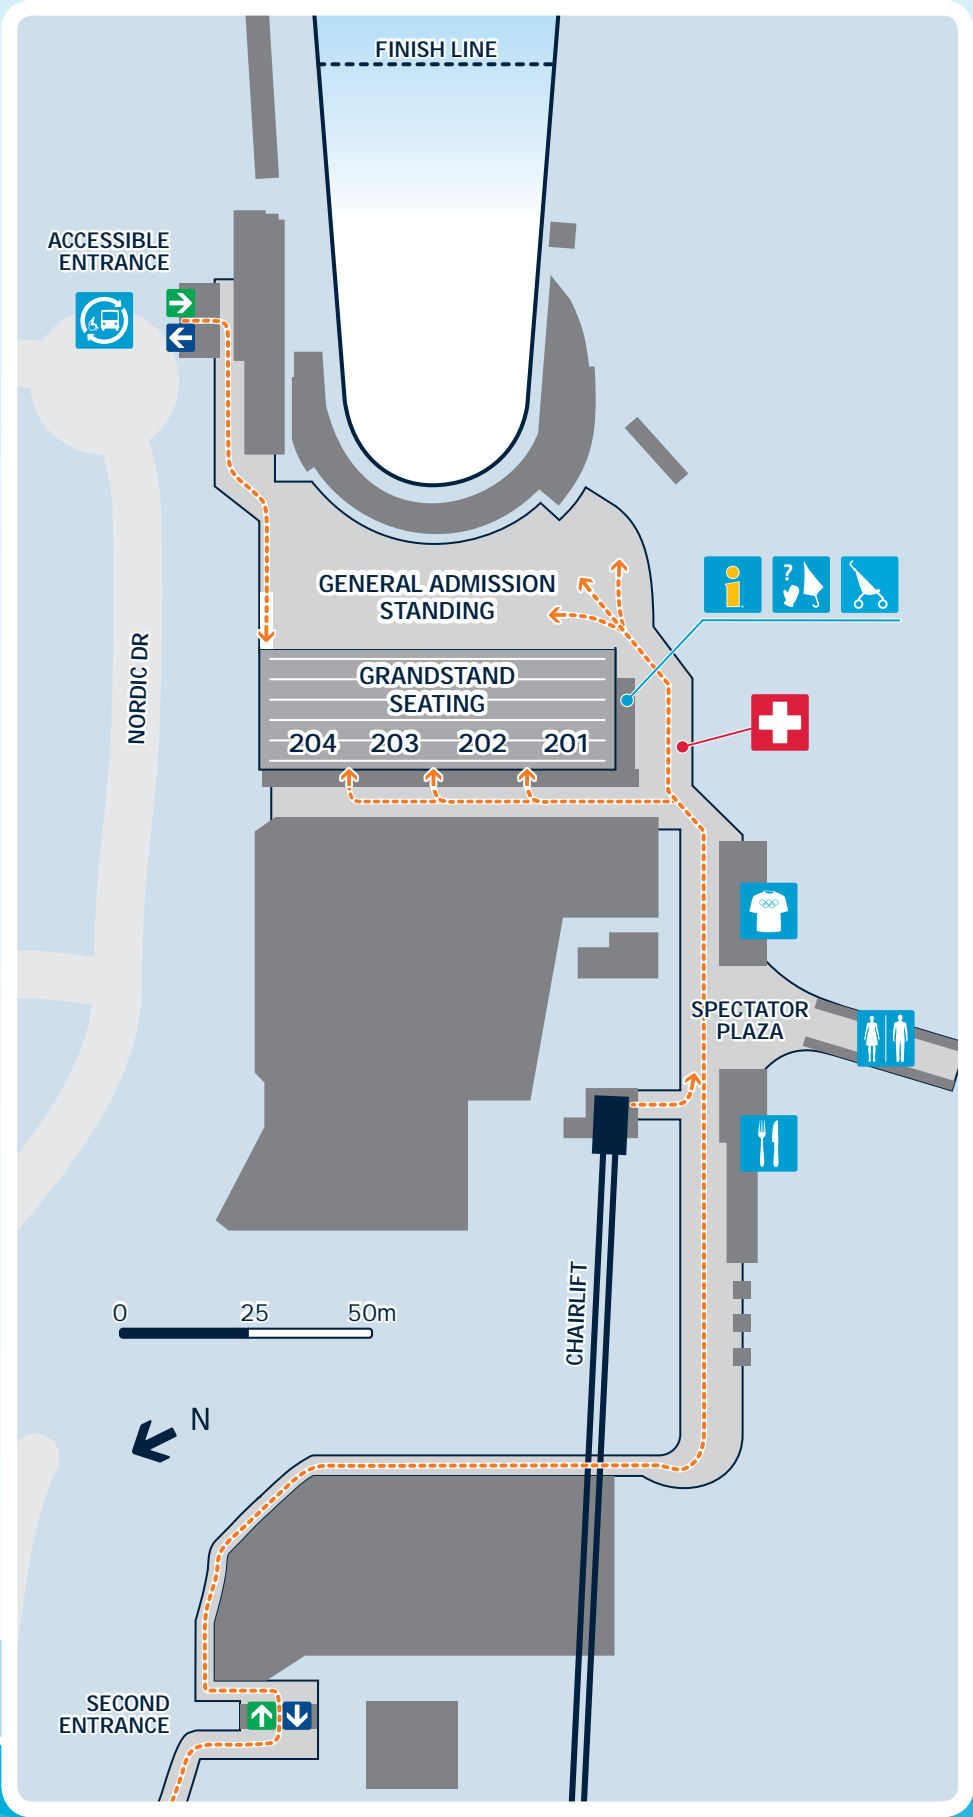 FINISH LINE
ACCESSIBLE
ENTRANCE
GENERAL ADMISSION
STANDING
?
i
NORDIC DR
GRANDSTAND
SEATING
204 203 202 201
SPECTATOR
PLAZA
CHAIRLIFT
0 25 50m
N
SECOND
ENTRANCE